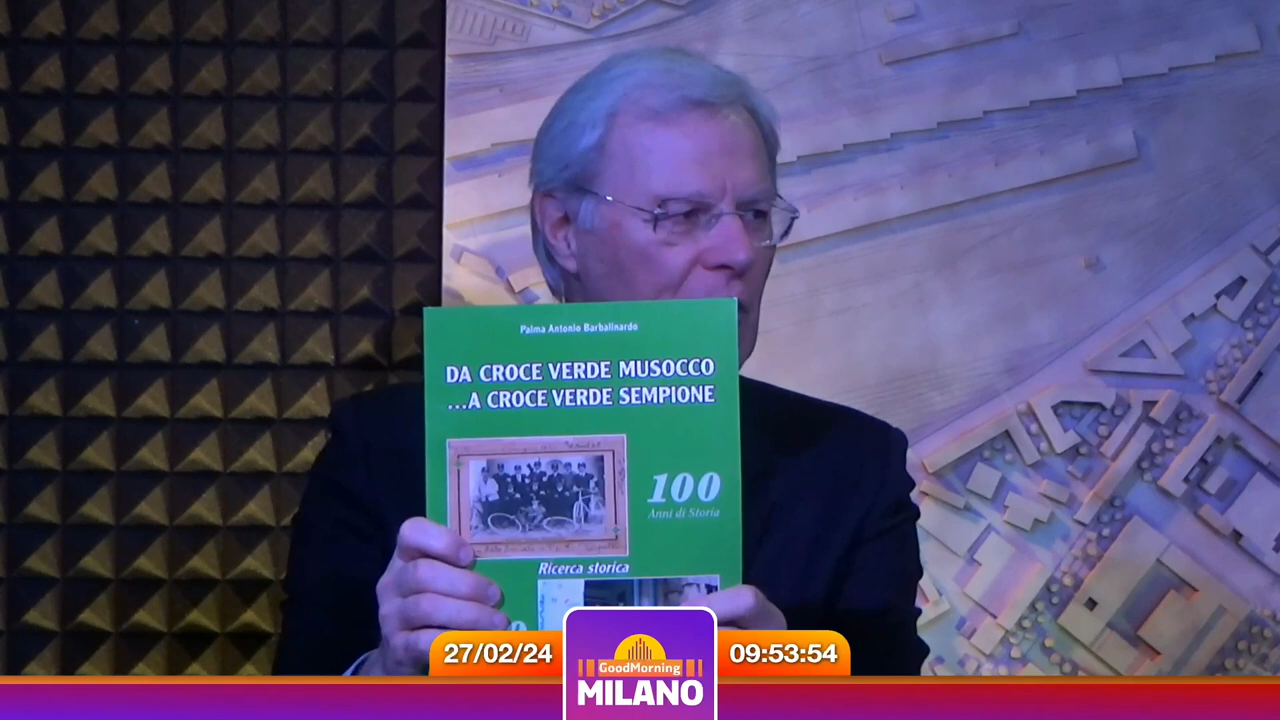 Palma Antonio Barbalinardo
DA CROCE VERDE MUSOCCO
...A CROCE VERDE SEMPIONE
100
Anni di Storia
Ricerca storica
27/02/24
09:53:54
GoodMorning
MILANO